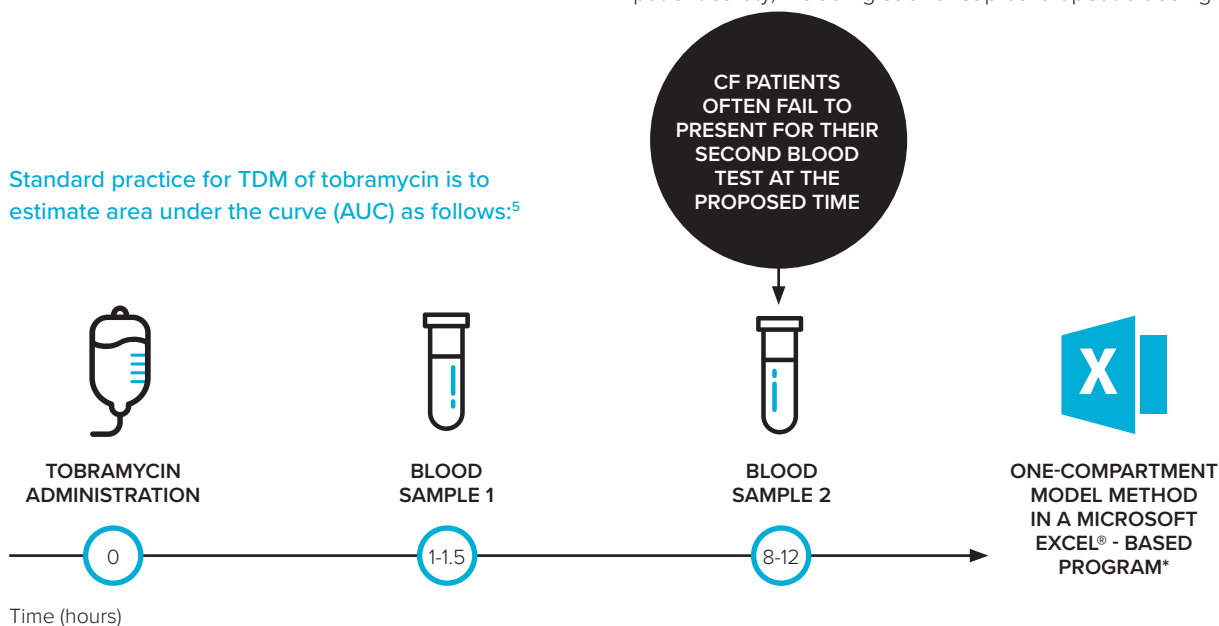 CF PATIENTS
OFTEN FAIL TO
PRESENT FOR THEIR
SECOND BLOOD
TEST AT THE
PROPOSED TIME
Standard practice for TDM of tobramycin is to
estimate area under the curve (AUC) as follows:⁵
X
TOBRAMYCIN
ADMINISTRATION
BLOOD
SAMPLE 1
BLOOD
SAMPLE 2
ONE-COMPARTMENT
MODEL METHOD
IN A MICROSOFT
EXCEL® - BASED
PROGRAM*
0
1-1.5
8-12
Time (hours)